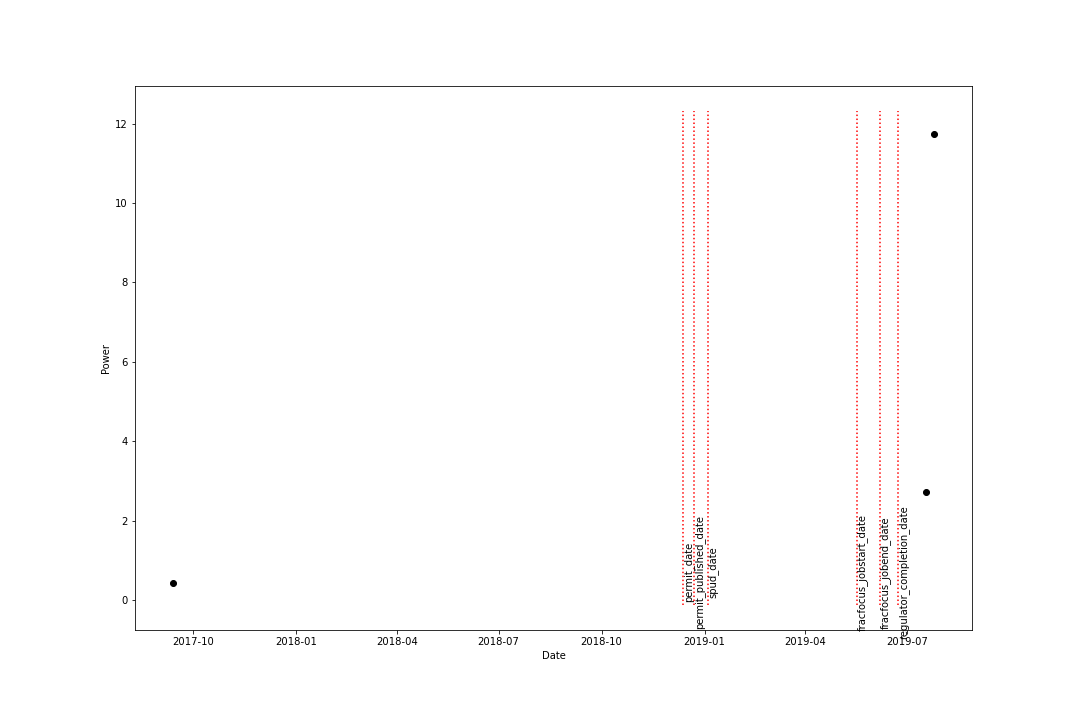 12
10
8
6
4
2
0
Power
permit_date
permit_published_date
spud_date
fracfocus_jobstart_date
fracfocus_jobend_date
regulator_completion_date
2017-10
2018-01
2018-04
2018-07
2018-10
2019-01
2019-04
2019-07
Date